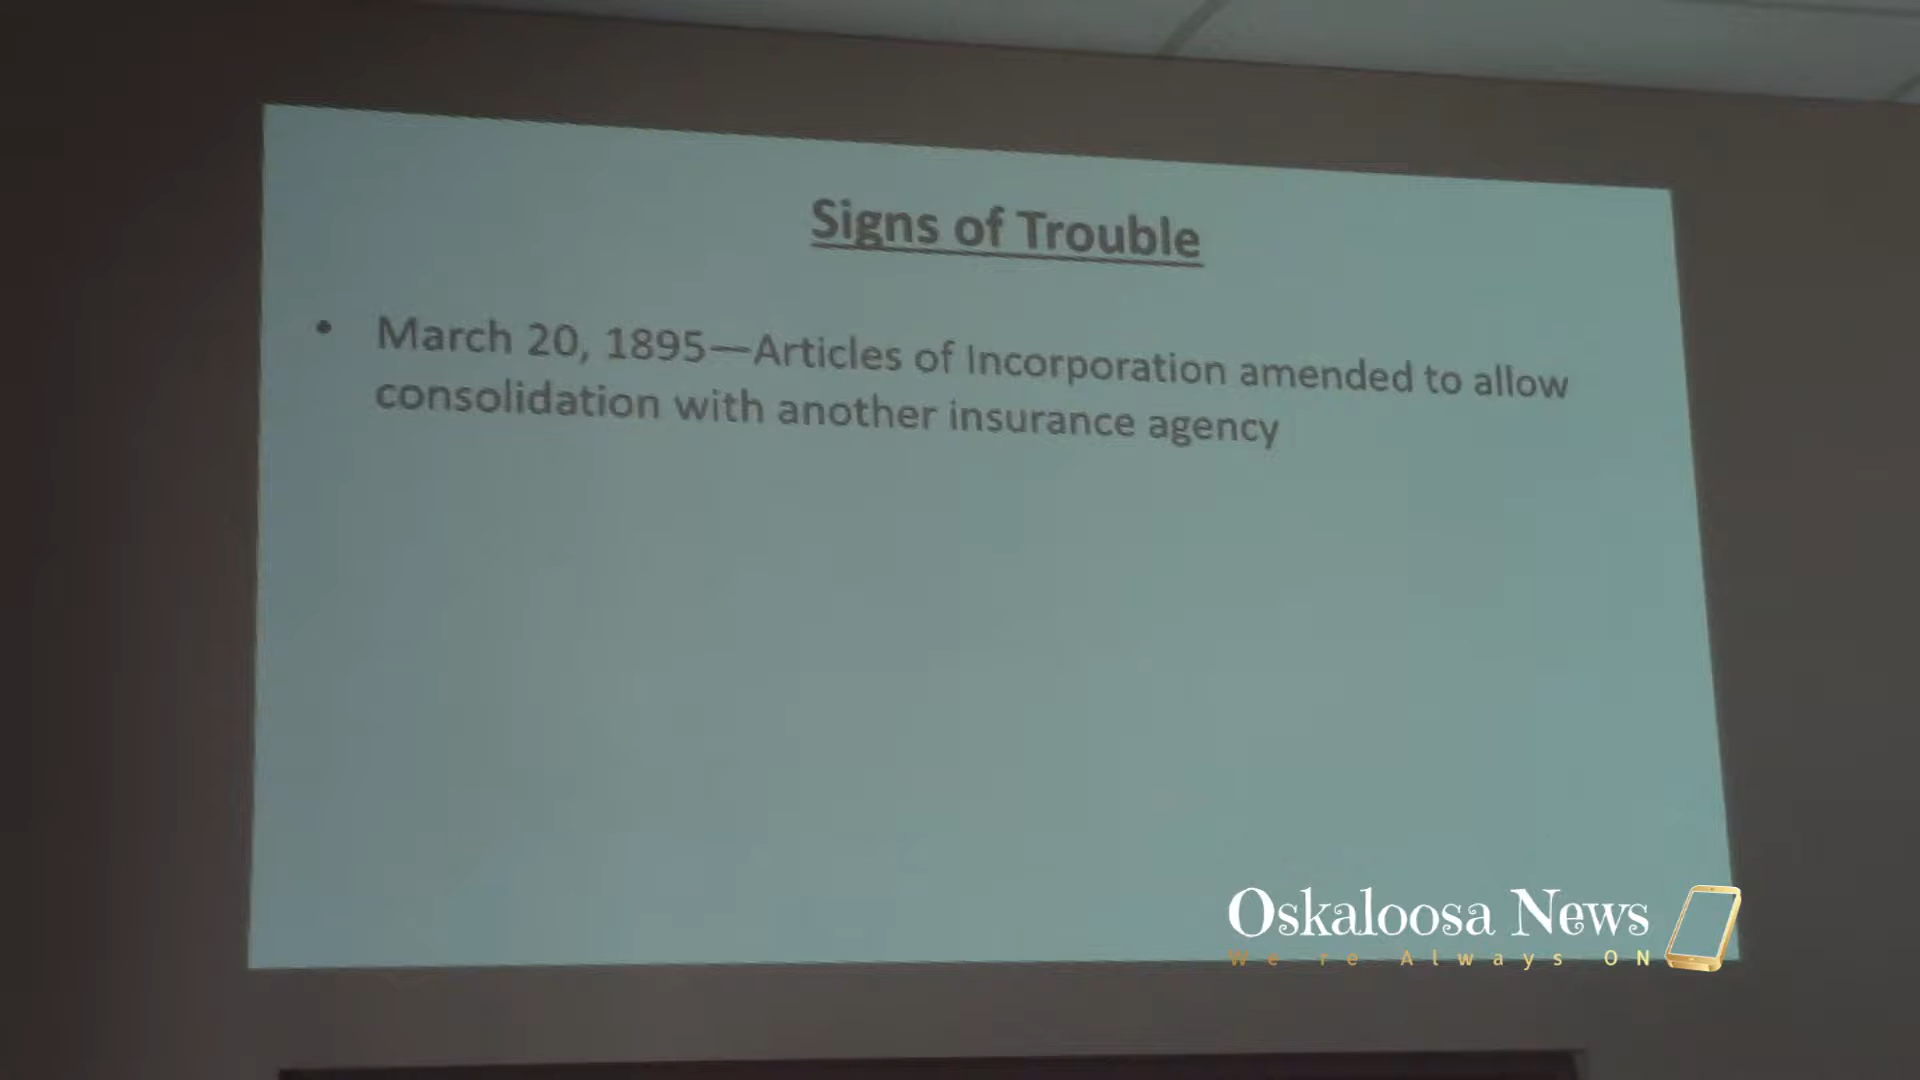 Signs of Trouble
• March 20, 1895—Articles of Incorporation amended to allow
consolidation with another insurance agency
Oskaloosa News
We're Always ON